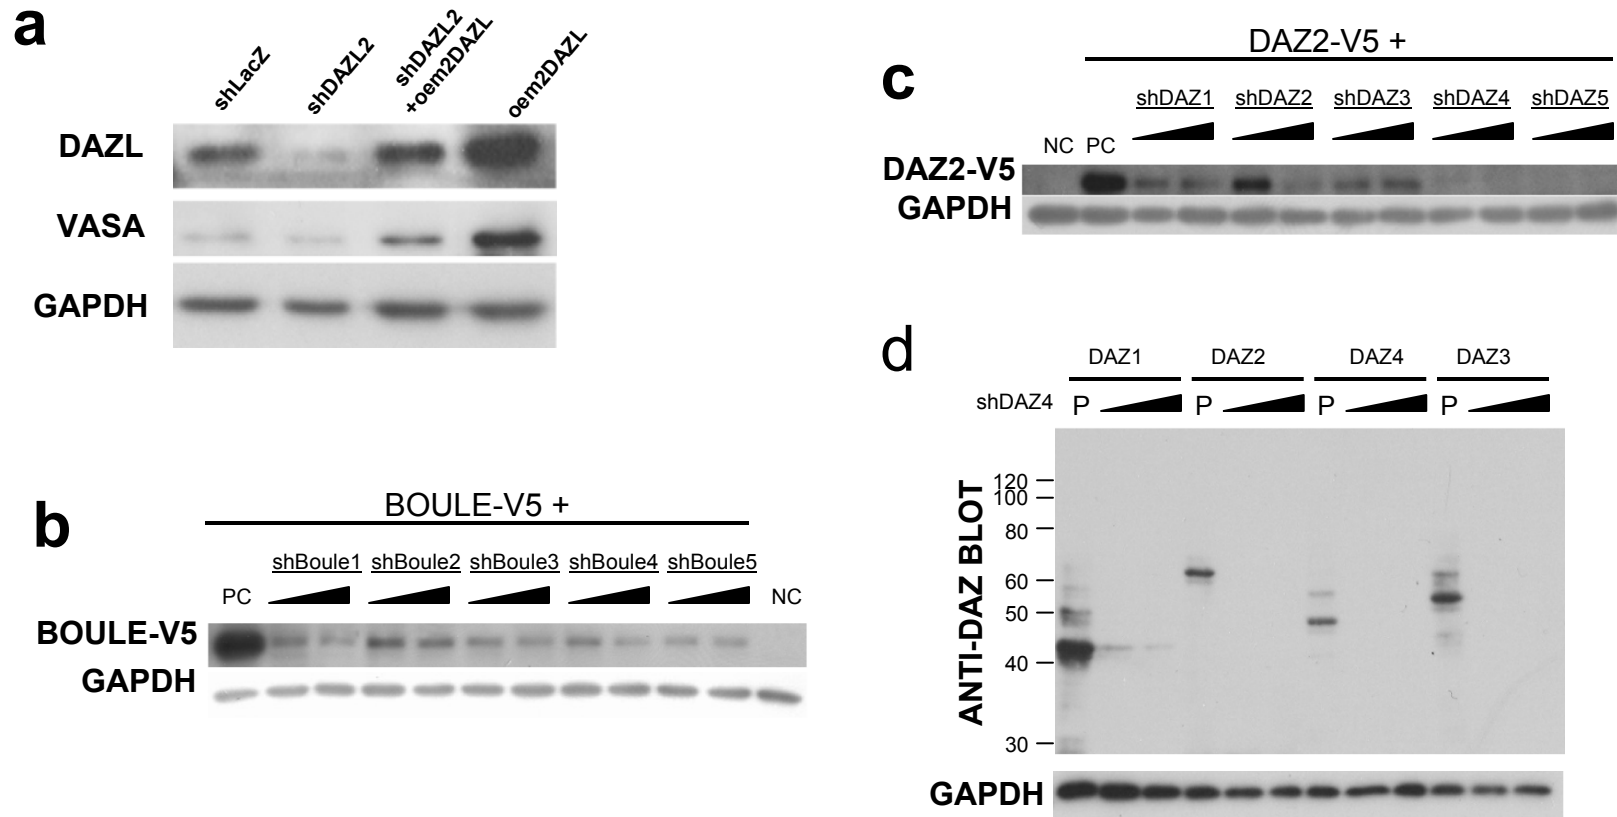 a
shLacZ
shDAZL2
shDAZL2
+oem2DAZL
oem2DAZL
DAZL
VASA
GAPDH
b
BOULE-V5 +
shBoule1 shBoule2 shBoule3 shBoule4 shBoule5
PC NC
BOULE-V5
GAPDH
c
DAZ2-V5 +
shDAZ1 shDAZ2 shDAZ3 shDAZ4 shDAZ5
NC PC
DAZ2-V5
GAPDH
d
DAZ1 DAZ2 DAZ4 DAZ3
shDAZ4 P P P P
ANTI-DAZ BLOT
120
100
80
60
50
40
30
GAPDH